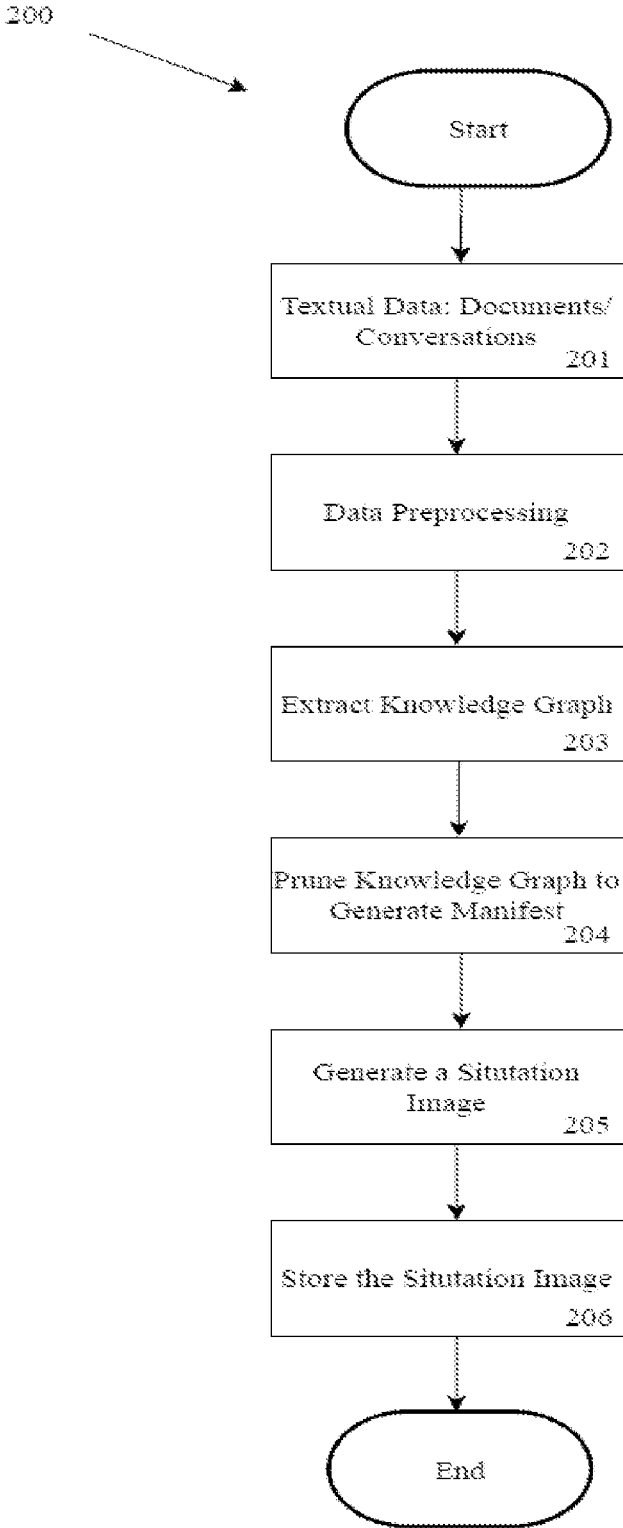 200
Start
Textual Data: Documents/
Conversations
201
Data Preprocessing
202
Extract Knowledge Graph
203
Prune Knowledge Graph to
Generate Manifest
204
Generate a Situtation
Image
205
Store the Situtation Image
206
End